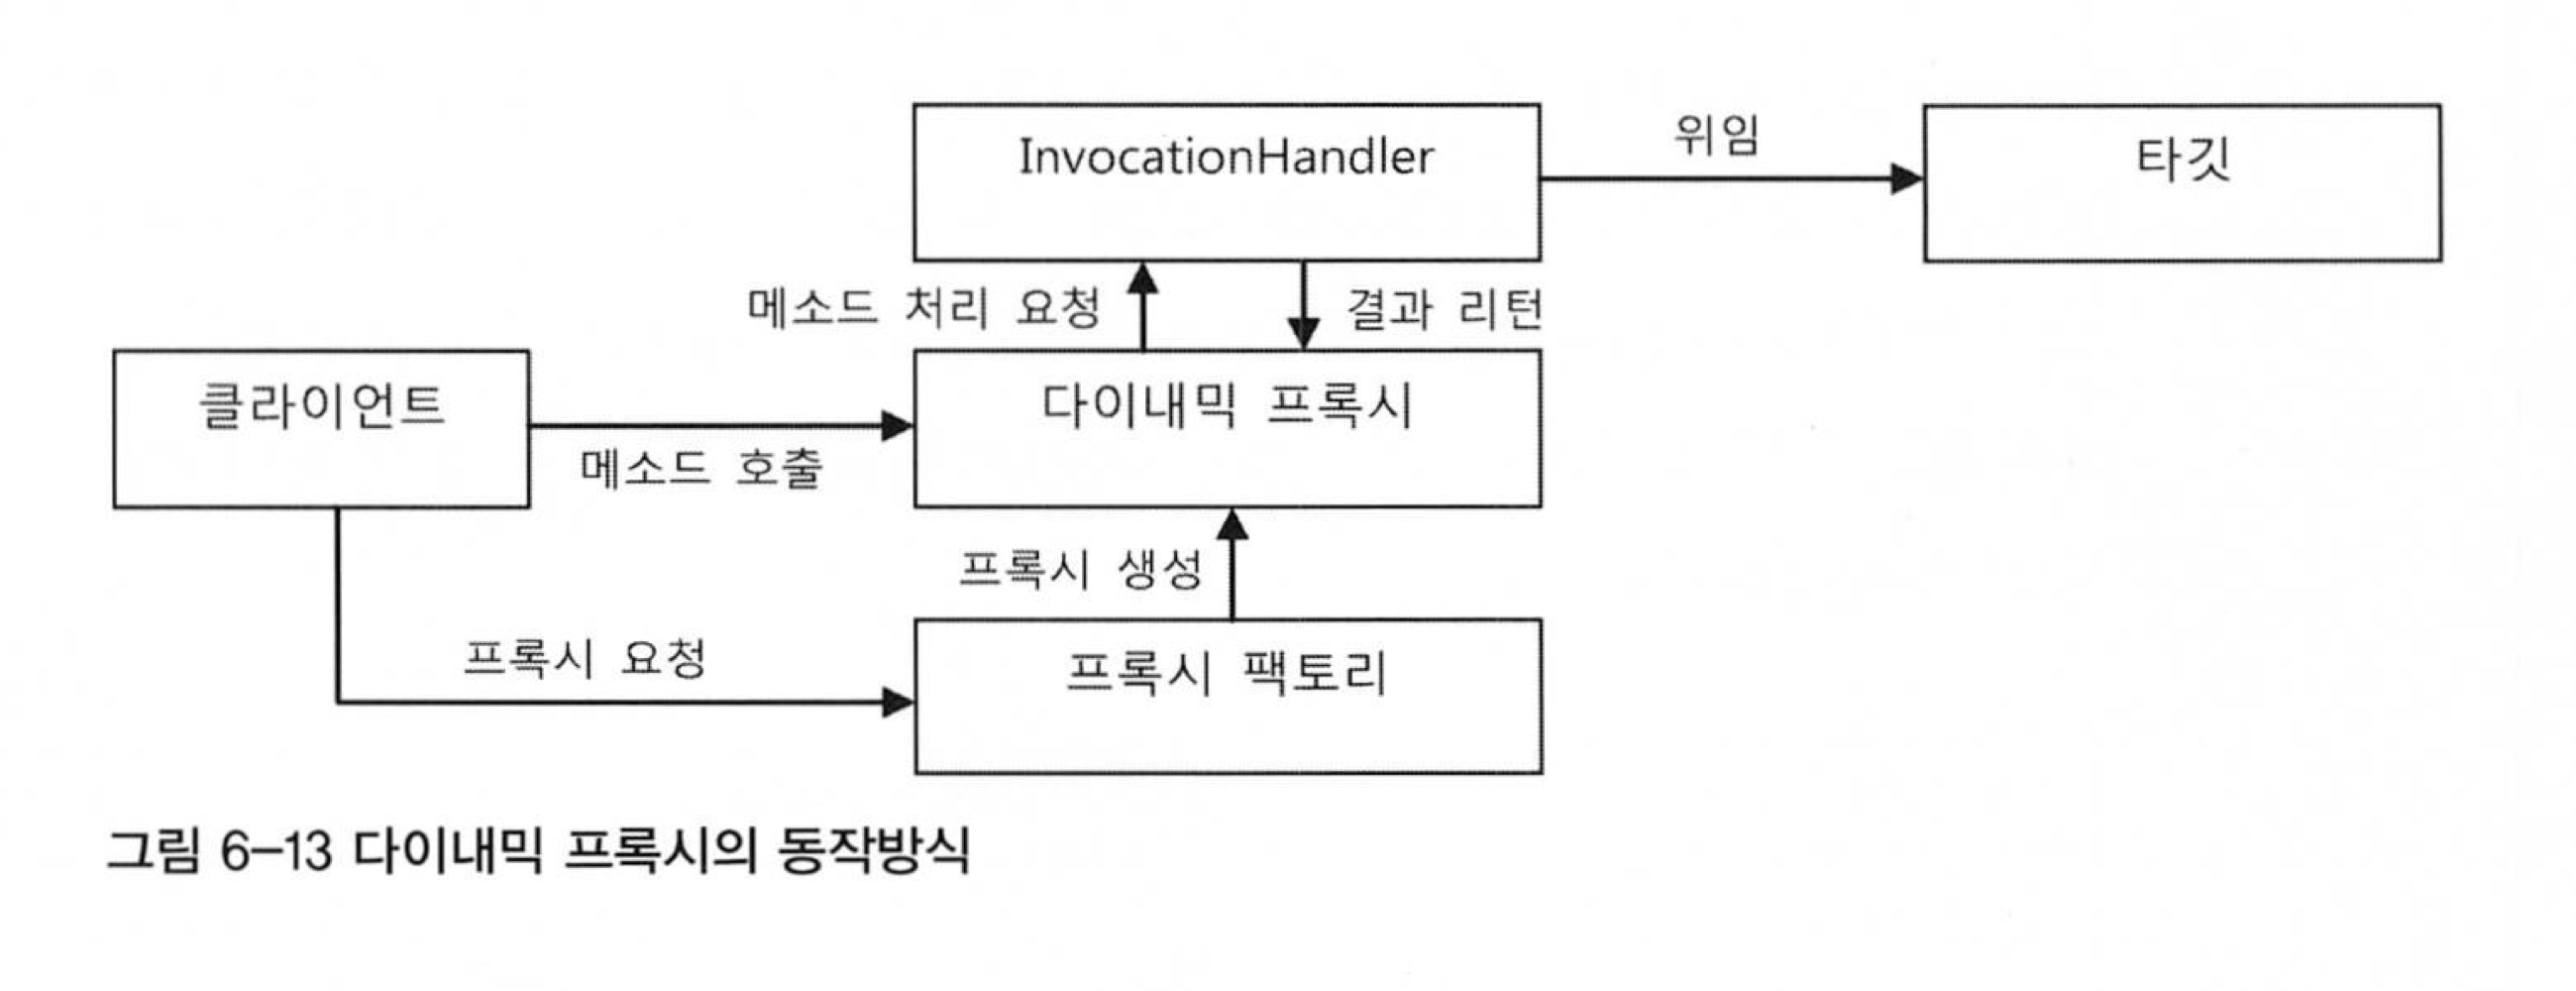 InvocationHandler
위임
타깃
메소드 처리 요청
결과 리턴
클라이언트
메소드 호출
다이내믹 프록시
프록시 생성
프록시 요청
프록시 팩토리
그림 6-13 다이내믹 프록시의 동작방식